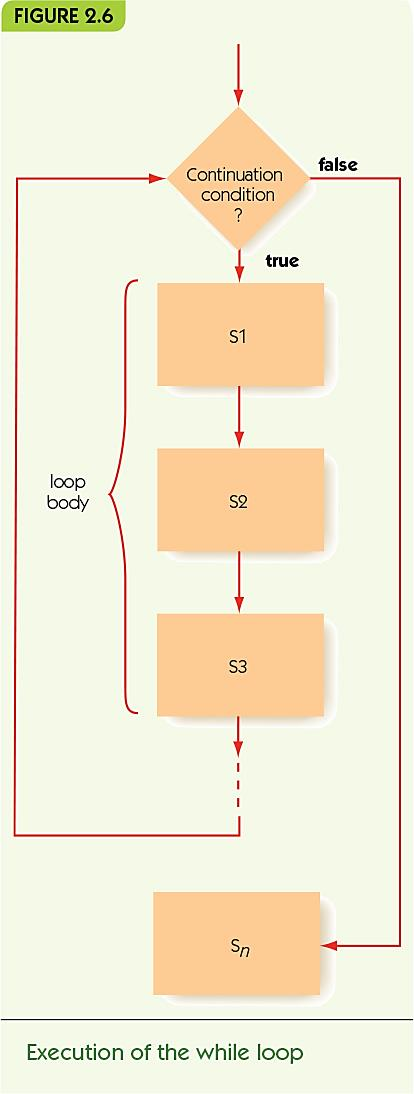 FIGURE 2.6
Continuation
condition
?
false
true
S1
loop
body
S2
S3
Sn
Execution of the while loop